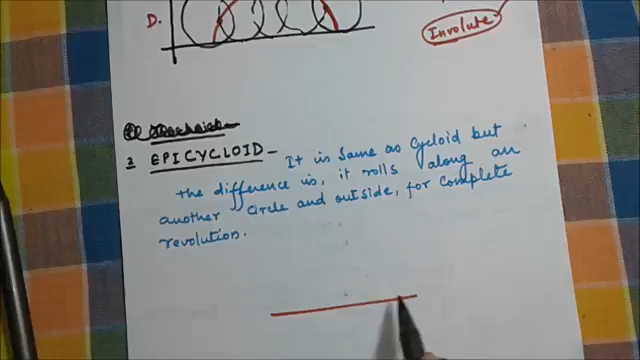 D.
Involute
2 EPICYCLOID - It is same as cycloid but
the difference is, it rolls along an
another circle and outside, for complete
revolution.